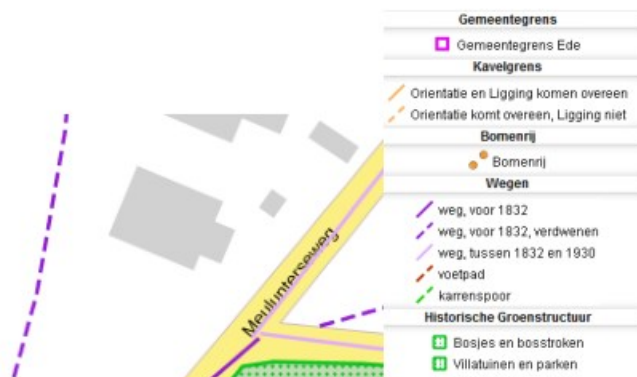 Gemeentegrens
Gemeentegrens Ede
Kavelgrens
Orientatie en Ligging komen overeen
Orientatie komt overeen, Ligging niet
Bomenrij
Bomenrij
Wegen
weg, voor 1832
weg, voor 1832, verdwenen
weg, tussen 1832 en 1930
voetpad
karrenspoor
Historische Groenstructuur
Bosjes en bosstroken
Villatuinen en parken
Meulunterseweg